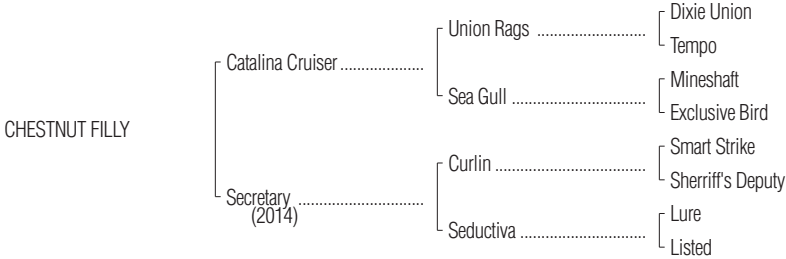 CHESTNUT FILLY
Catalina Cruiser ....................
Secretary ..............................
(2014)
Union Rags ..........................
Sea Gull ................................
Curlin ....................................
Seductiva ..............................
Dixie Union
Tempo
Mineshaft
Exclusive Bird
Smart Strike
Sherriff's Deputy
Lure
Listed